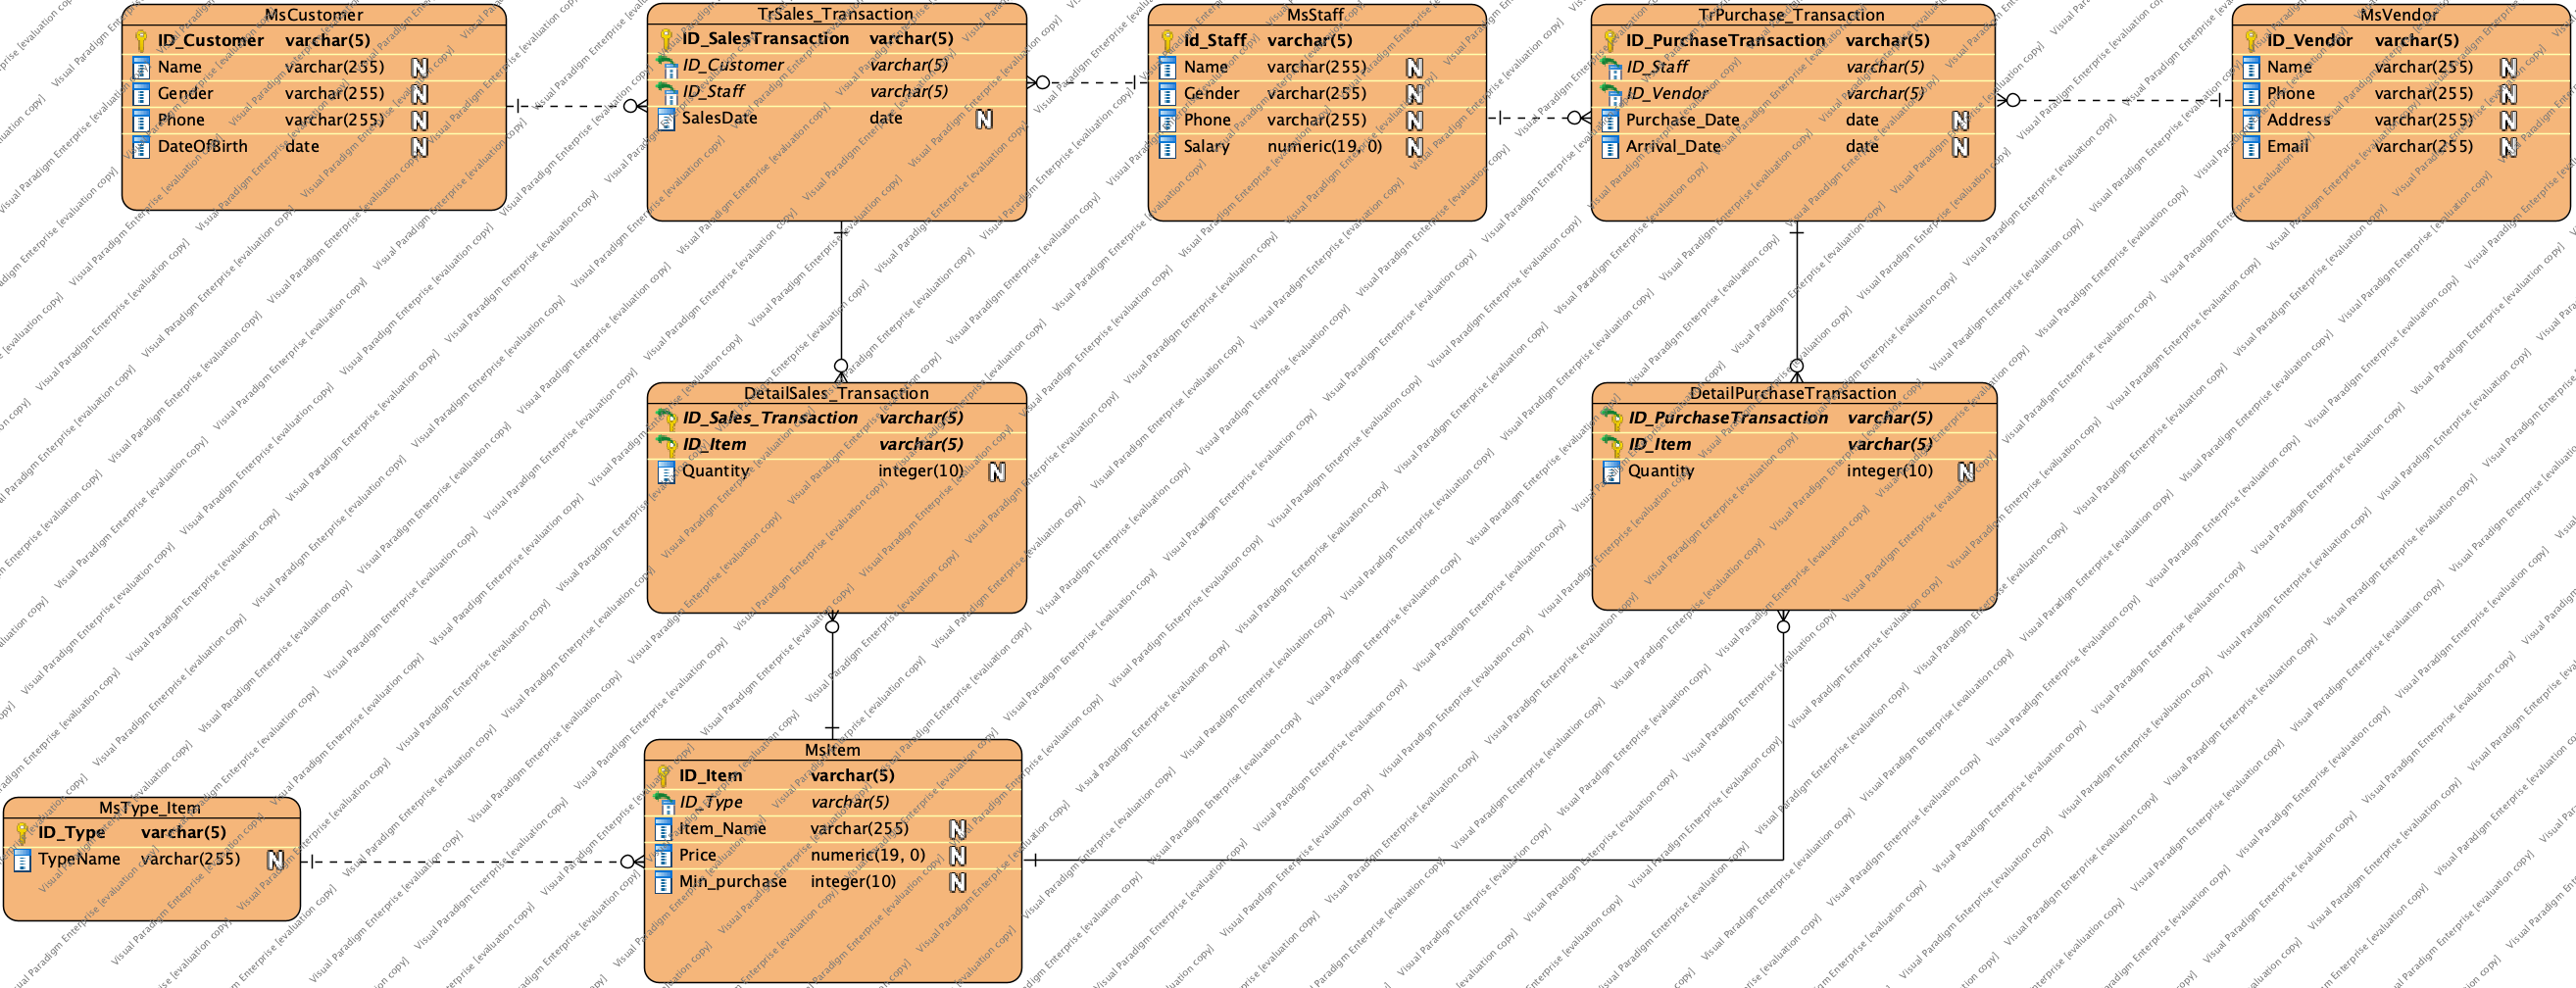 MsCustomer
ID_Customer varchar(5)
Name varchar(255) N
Gender varchar(255) N
Phone varchar(255) N
DateOfBirth date N
TrSales_Transaction
ID_SalesTransaction varchar(5)
ID_Customer varchar(5)
ID_Staff varchar(5)
SalesDate date N
MsStaff
Id_Staff varchar(5)
Name varchar(255) N
Gender varchar(255) N
Phone varchar(255) N
Salary numeric(19, 0) N
TrPurchase_Transaction
ID_PurchaseTransaction varchar(5)
ID_Staff varchar(5)
ID_Vendor varchar(5)
Purchase_Date date N
Arrival_Date date N
MsVendor
ID_Vendor varchar(5)
Name varchar(255) N
Phone varchar(255) N
Address varchar(255) N
Email varchar(255) N
DetailSales_Transaction
ID_Sales_Transaction varchar(5)
ID_Item varchar(5)
Quantity integer(10) N
DetailPurchaseTransaction
ID_PurchaseTransaction varchar(5)
ID_Item varchar(5)
Quantity integer(10) N
MsType_Item
ID_Type varchar(5)
TypeName varchar(255) N
MsItem
ID_Item varchar(5)
ID_Type varchar(5)
Item_Name varchar(255) N
Price numeric(19, 0) N
Min_purchase integer(10) N
Visual Paradigm Enterprise [evaluation copy]